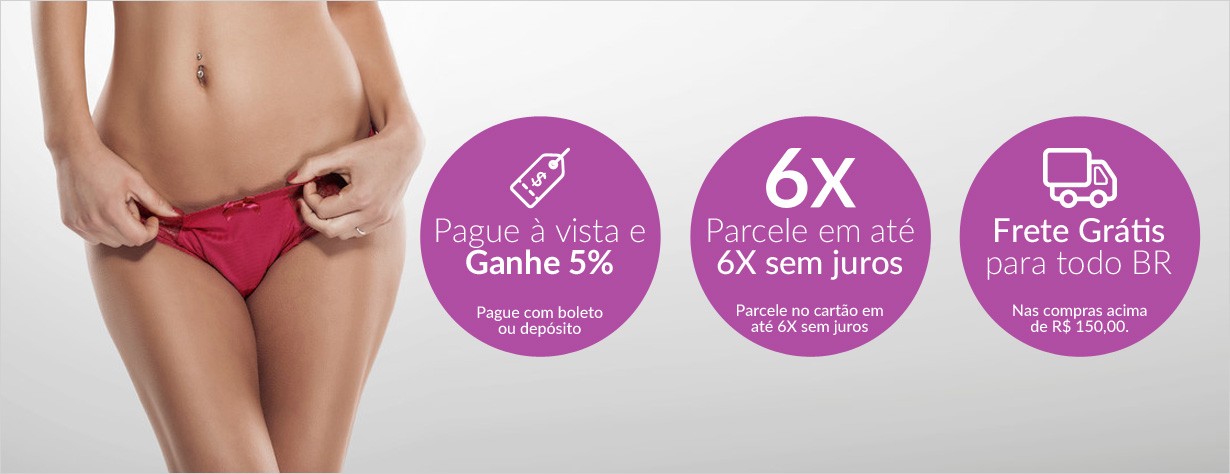 Pague à vista e
Ganhe 5%
Pague com boleto
ou depósito
6X
Parcele em até
6X sem juros
Parcele no cartão em
até 6X sem juros
Frete Grátis
para todo BR
Nas compras acima
de R$ 150,00.